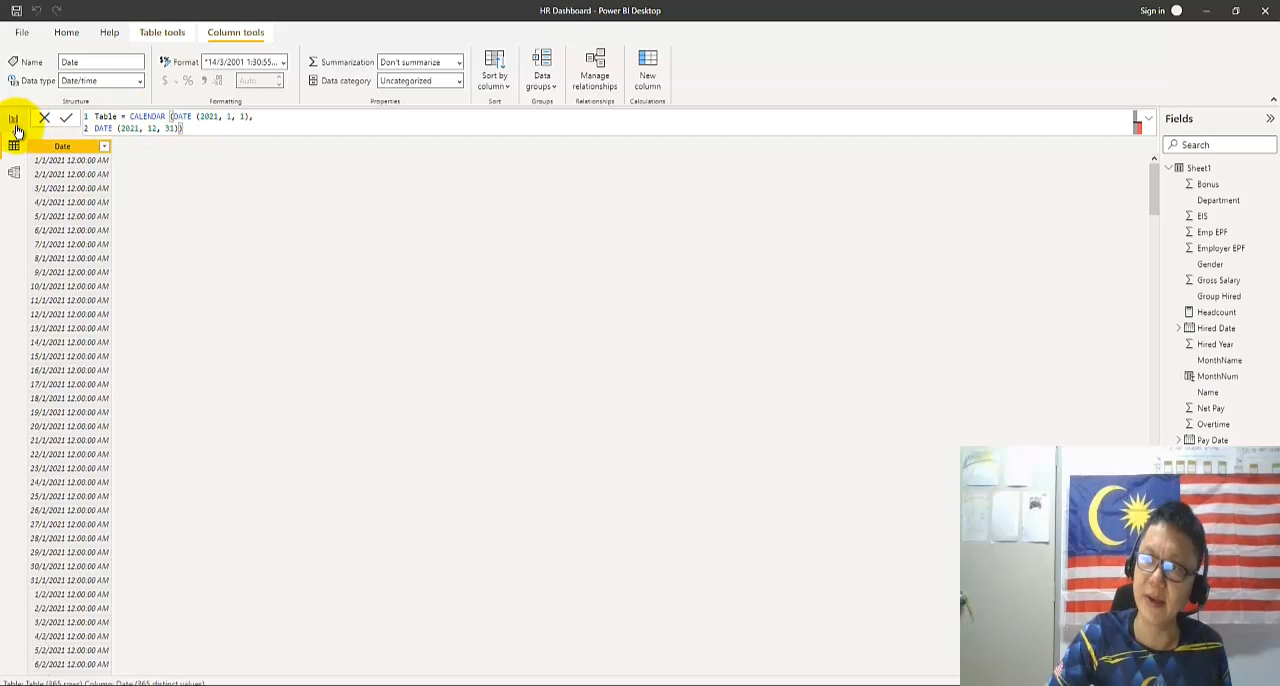 HR Dashboard - Power BI Desktop
Sign in
File Home Help Table tools Column tools
Name Date
Format *14/3/2001 1:30:55...
Summarization Don't summarize
Data type Date/time
$ % Auto
Data category Uncategorized
Sort by column
Data groups
Manage relationships
New column
Structure Formatting Properties Sort Groups Relationships Calculations
1 Table = CALENDAR (DATE (2021, 1, 1),
2 DATE (2021, 12, 31))
Date
1/1/2021 12:00:00 AM
2/1/2021 12:00:00 AM
3/1/2021 12:00:00 AM
4/1/2021 12:00:00 AM
5/1/2021 12:00:00 AM
6/1/2021 12:00:00 AM
7/1/2021 12:00:00 AM
8/1/2021 12:00:00 AM
9/1/2021 12:00:00 AM
10/1/2021 12:00:00 AM
11/1/2021 12:00:00 AM
12/1/2021 12:00:00 AM
13/1/2021 12:00:00 AM
14/1/2021 12:00:00 AM
15/1/2021 12:00:00 AM
16/1/2021 12:00:00 AM
17/1/2021 12:00:00 AM
18/1/2021 12:00:00 AM
19/1/2021 12:00:00 AM
20/1/2021 12:00:00 AM
21/1/2021 12:00:00 AM
22/1/2021 12:00:00 AM
23/1/2021 12:00:00 AM
24/1/2021 12:00:00 AM
25/1/2021 12:00:00 AM
26/1/2021 12:00:00 AM
27/1/2021 12:00:00 AM
28/1/2021 12:00:00 AM
29/1/2021 12:00:00 AM
30/1/2021 12:00:00 AM
31/1/2021 12:00:00 AM
1/2/2021 12:00:00 AM
2/2/2021 12:00:00 AM
3/2/2021 12:00:00 AM
4/2/2021 12:00:00 AM
5/2/2021 12:00:00 AM
6/2/2021 12:00:00 AM
Table: Table (365 rows) Column: Date (365 distinct values)
Fields
Search
Sheet1
Bonus
Department
EIS
Emp EPF
Employer EPF
Gender
Gross Salary
Group Hired
Headcount
Hired Date
Hired Year
MonthName
MonthNum
Name
Net Pay
Overtime
Pay Date